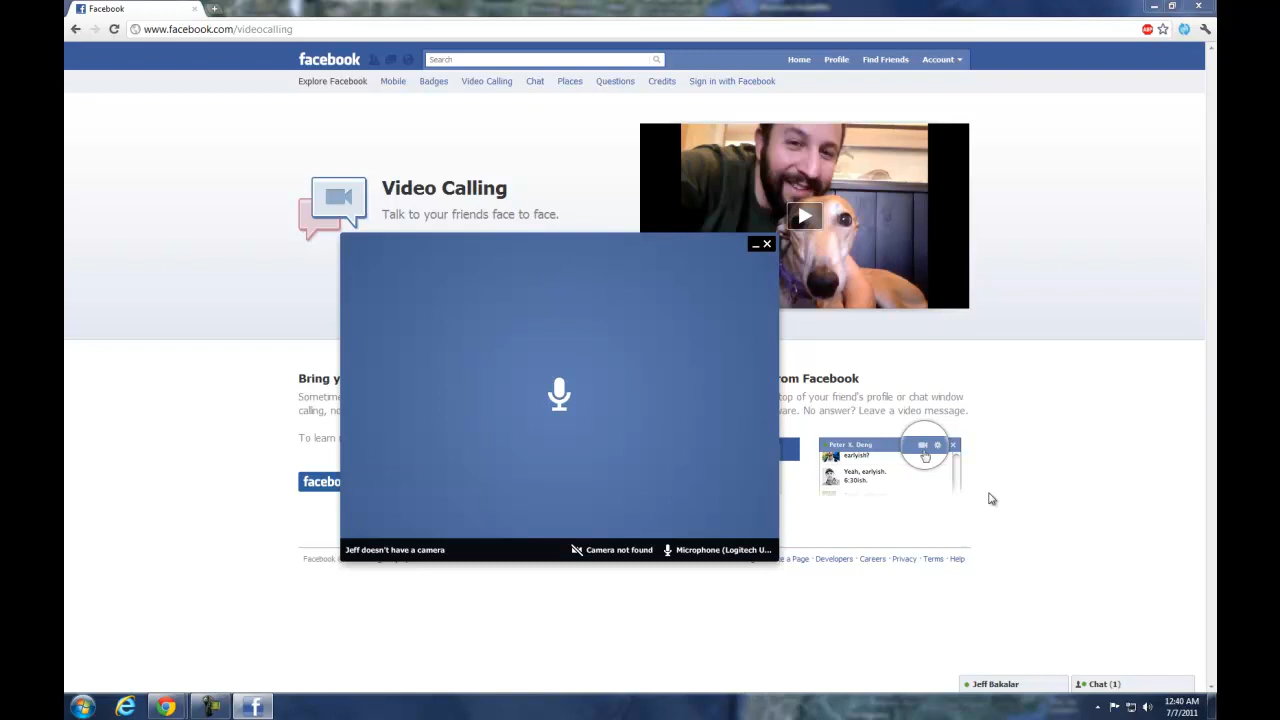 Facebook
www.facebook.com/videocalling
ABP
facebook
Search
Home Profile Find Friends Account
Explore Facebook Mobile Badges Video Calling Chat Places Questions Credits Sign in with Facebook
Video Calling
Talk to your friends face to face.
Bring y
om Facebook
Sometim
top of your friend's profile or chat window
calling, no
ware. No answer? Leave a video message.
To learn
Peter X. Deng
earlyish?
Yeah, earlyish.
6:30ish.
facebo
Jeff doesn't have a camera
Camera not found
Microphone (Logitech U...
Facebook
e a Page · Developers · Careers · Privacy · Terms · Help
Jeff Bakalar
Chat (1)
12:40 AM
7/7/2011